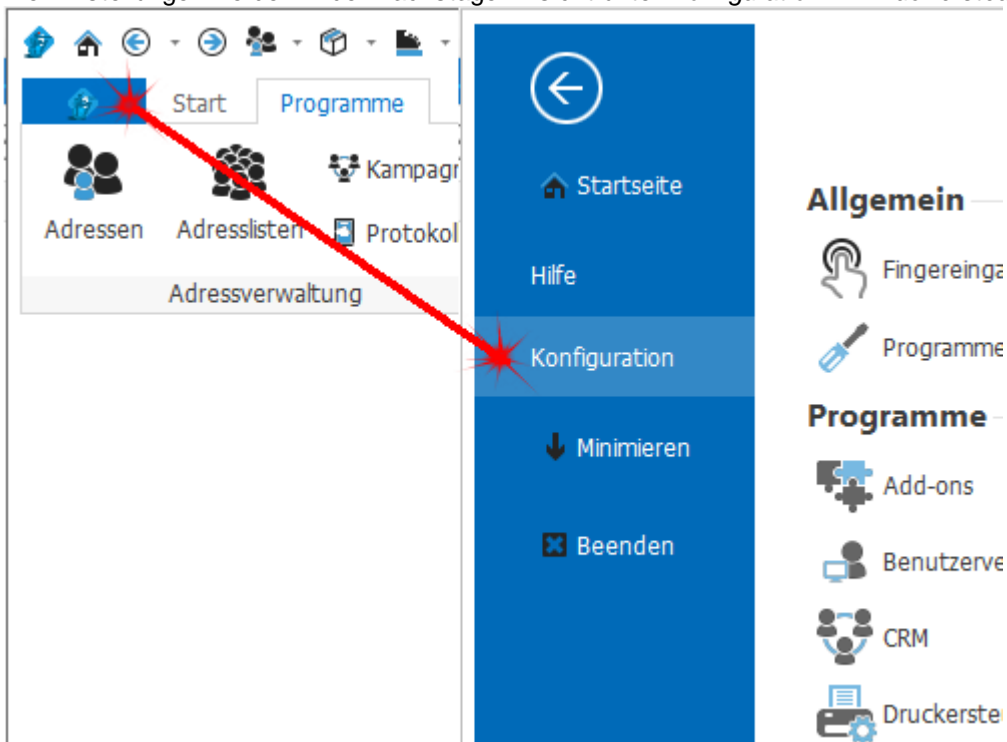 Start
Programme
Adressen
Adresslisten
Kampagr
Protokol
Adressverwaltung
Startseite
Hilfe
Konfiguration
Minimieren
Beenden
Allgemein
Fingereinga
Programme
Programme
Add-ons
Benutzerve
CRM
Druckerste